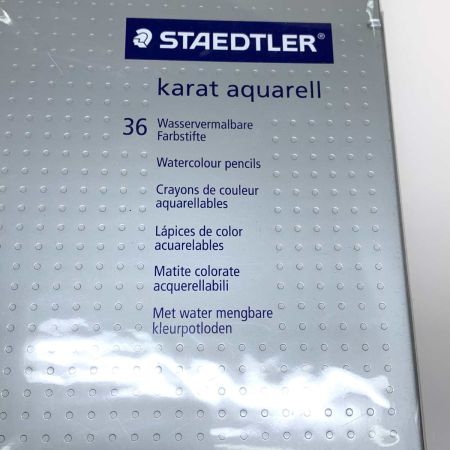 STAEDTLER®
karat aquarell
36 Wasservermalbare
Farbstifte
Watercolour pencils
Crayons de couleur
aquarellables
Lápices de color
acuarelables
Matite colorate
acquerellabili
Met water mengbare
kleurpotloden